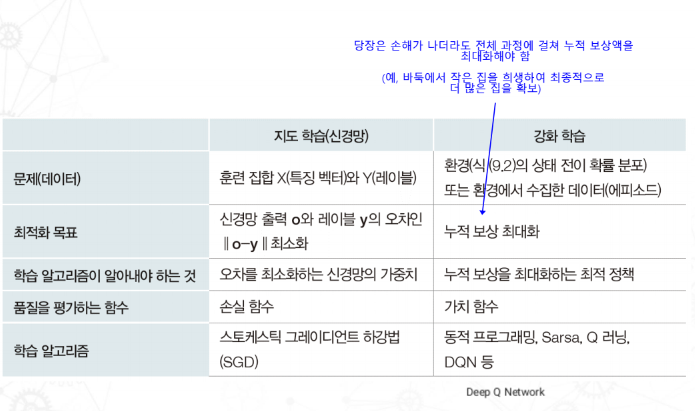 당장은 손해가 나더라도 전체 과정에 걸쳐 누적 보상액을
최대화해야 함
(예, 바둑에서 작은 집을 희생하여 최종적으로
더 많은 집을 확보)
지도 학습(신경망)
강화 학습
문제(데이터)
훈련 집합 X(특징 벡터)와 Y(레이블)
환경(식 (9.2)의 상태 전이 확률 분포)
또는 환경에서 수집한 데이터(에피소드)
최적화 목표
신경망 출력 o와 레이블 y의 오차인
∥o-y∥최소화
누적 보상 최대화
학습 알고리즘이 알아내야 하는 것
오차를 최소화하는 신경망의 가중치
누적 보상을 최대화하는 최적 정책
품질을 평가하는 함수
손실 함수
가치 함수
학습 알고리즘
스토케스틱 그레이디언트 하강법
(SGD)
동적 프로그래밍, Sarsa, Q 러닝,
DQN 등
Deep Q Network